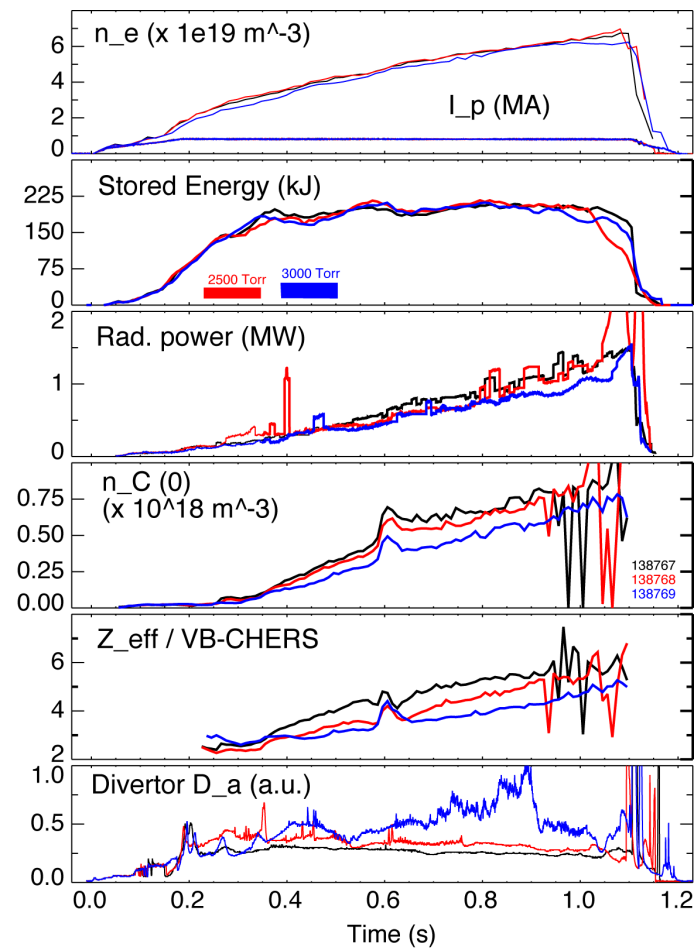 n_e (x 1e19 m^-3)
6
4
2
0
I_p (MA)
Stored Energy (kJ)
225
150
75
0
2500 Torr
3000 Torr
Rad. power (MW)
2
1
0
n_C (0)
(x 10^18 m^-3)
0.75
0.50
0.25
0.00
138767
138768
138769
Z_eff / VB-CHERS
6
4
2
Divertor D_a (a.u.)
1.0
0.5
0.0
0.0 0.2 0.4 0.6 0.8 1.0 1.2
Time (s)